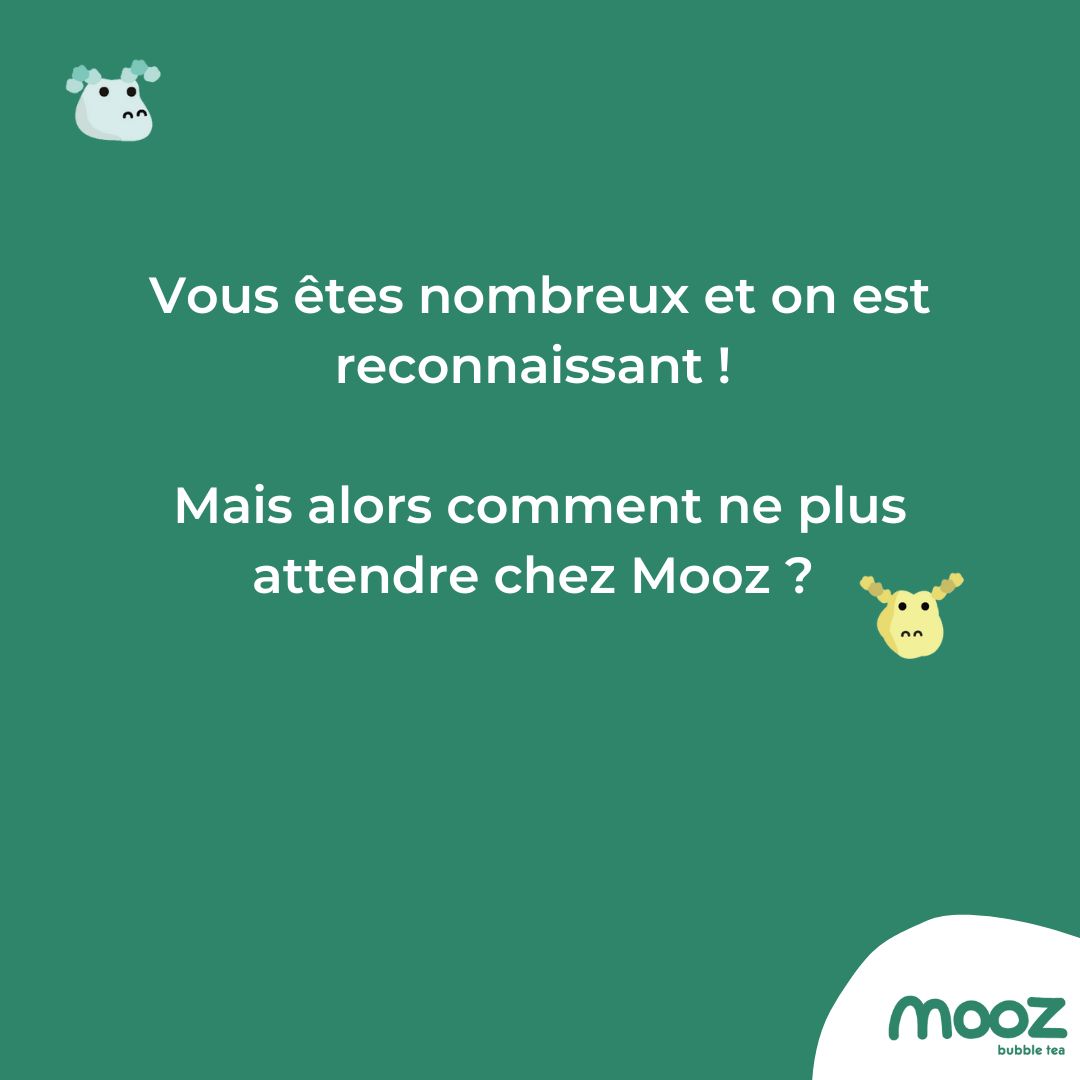 Vous êtes nombreux et on est
reconnaissant !
Mais alors comment ne plus
attendre chez Mooz ?
mooz
bubble tea